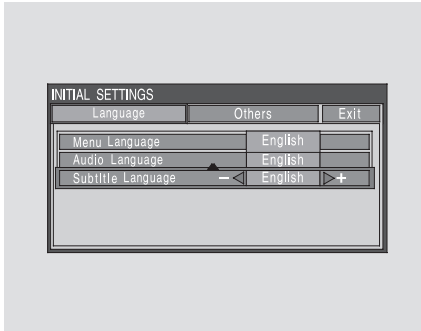 INITIAL SETTINGS
Language Others Exit
Menu Language English
Audio Language English
Subtitle Language − English +